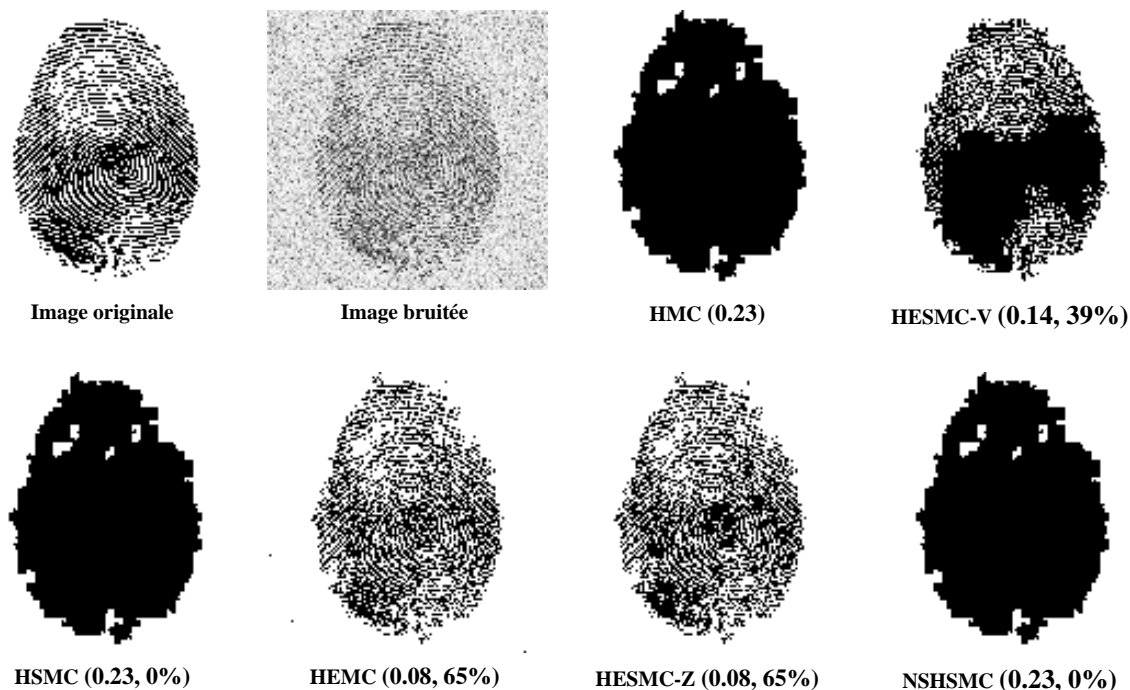 Image originale
Image bruitée
HMC (0.23)
HESMC-V (0.14, 39%)
HSMC (0.23, 0%)
HEMC (0.08, 65%)
HESMC-Z (0.08, 65%)
NSHSMC (0.23, 0%)